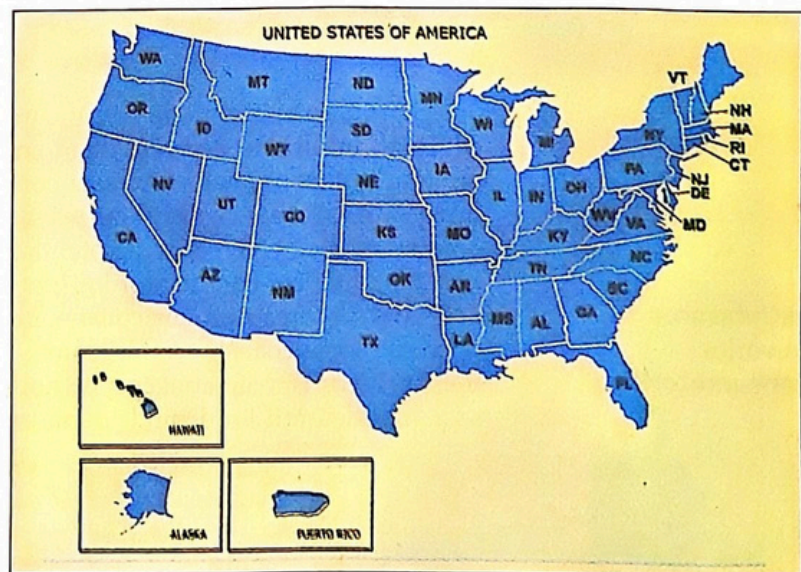 UNITED STATES OF AMERICA
WA
MT
ND
MN
VT
OR
ID
SD
WI
MI
NY
NH
MA
RI
CT
WY
NE
IA
PA
NJ
DE
MD
NV
UT
CO
IL
IN
OH
WV
VA
CA
KS
MO
KY
NC
AZ
NM
OK
AR
TN
SC
TX
LA
MS
AL
GA
FL
HAWAII
ALASKA
PUERTO RICO